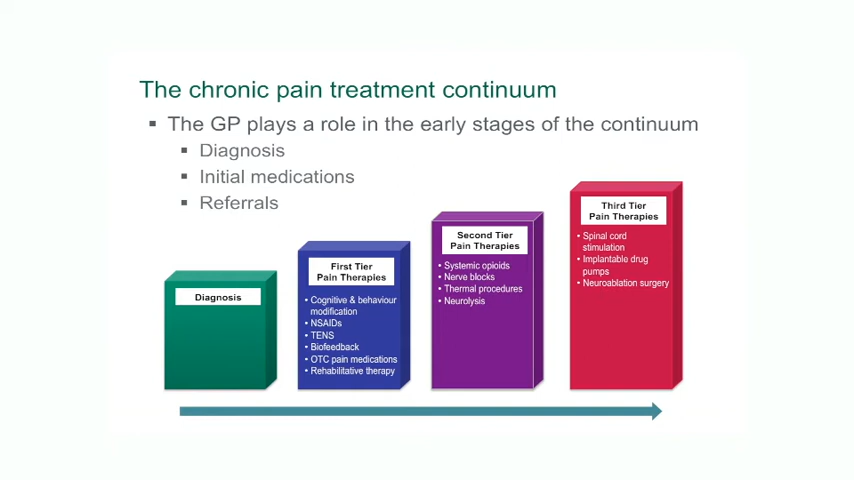 The chronic pain treatment continuum
▪ The GP plays a role in the early stages of the continuum
▪ Diagnosis
▪ Initial medications
▪ Referrals
Diagnosis
First Tier
Pain Therapies
• Cognitive & behaviour
modification
• NSAIDs
• TENS
• Biofeedback
• OTC pain medications
• Rehabilitative therapy
Second Tier
Pain Therapies
• Systemic opioids
• Nerve blocks
• Thermal procedures
• Neurolysis
Third Tier
Pain Therapies
• Spinal cord
stimulation
• Implantable drug
pumps
• Neuroablation surgery